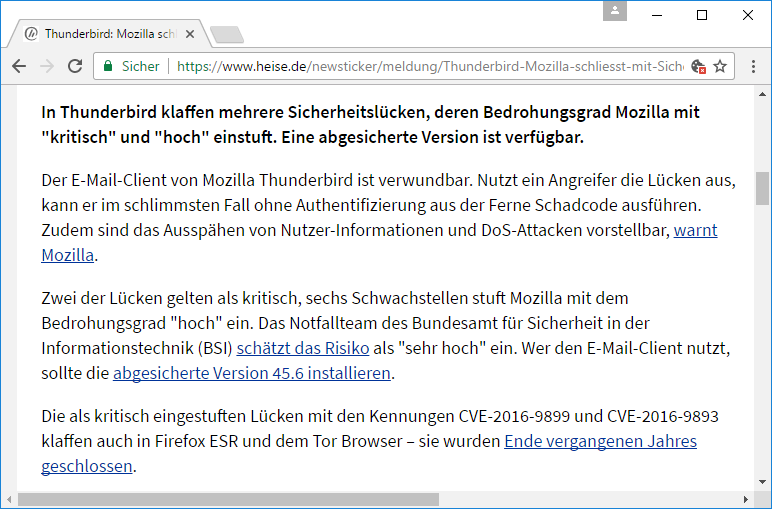 Thunderbird: Mozilla schl
Sicher https://www.heise.de/newsticker/meldung/Thunderbird-Mozilla-schliesst-mit-Siche
In Thunderbird klaffen mehrere Sicherheitslücken, deren Bedrohungsgrad Mozilla mit
"kritisch" und "hoch" einstuft. Eine abgesicherte Version ist verfügbar.
Der E-Mail-Client von Mozilla Thunderbird ist verwundbar. Nutzt ein Angreifer die Lücken aus,
kann er im schlimmsten Fall ohne Authentifizierung aus der Ferne Schadcode ausführen.
Zudem sind das Ausspähen von Nutzer-Informationen und DoS-Attacken vorstellbar, warnt
Mozilla.
Zwei der Lücken gelten als kritisch, sechs Schwachstellen stuft Mozilla mit dem
Bedrohungsgrad "hoch" ein. Das Notfallteam des Bundesamt für Sicherheit in der
Informationstechnik (BSI) schätzt das Risiko als "sehr hoch" ein. Wer den E-Mail-Client nutzt,
sollte die abgesicherte Version 45.6 installieren.
Die als kritisch eingestuften Lücken mit den Kennungen CVE-2016-9899 und CVE-2016-9893
klaffen auch in Firefox ESR und dem Tor Browser – sie wurden Ende vergangenen Jahres
geschlossen.